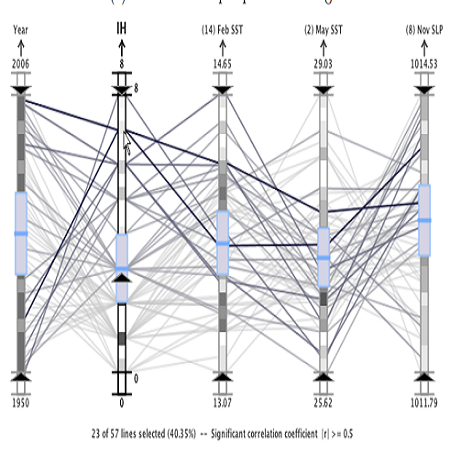 Year IH (14) Feb SST (2) May SST (8) Nov SLP
2006 8 14.65 29.03 1014.53
8
0
1950 0 13.07 25.62 1011.79
23 of 57 lines selected (40.35%) -- Significant correlation coefficient |r| >= 0.5